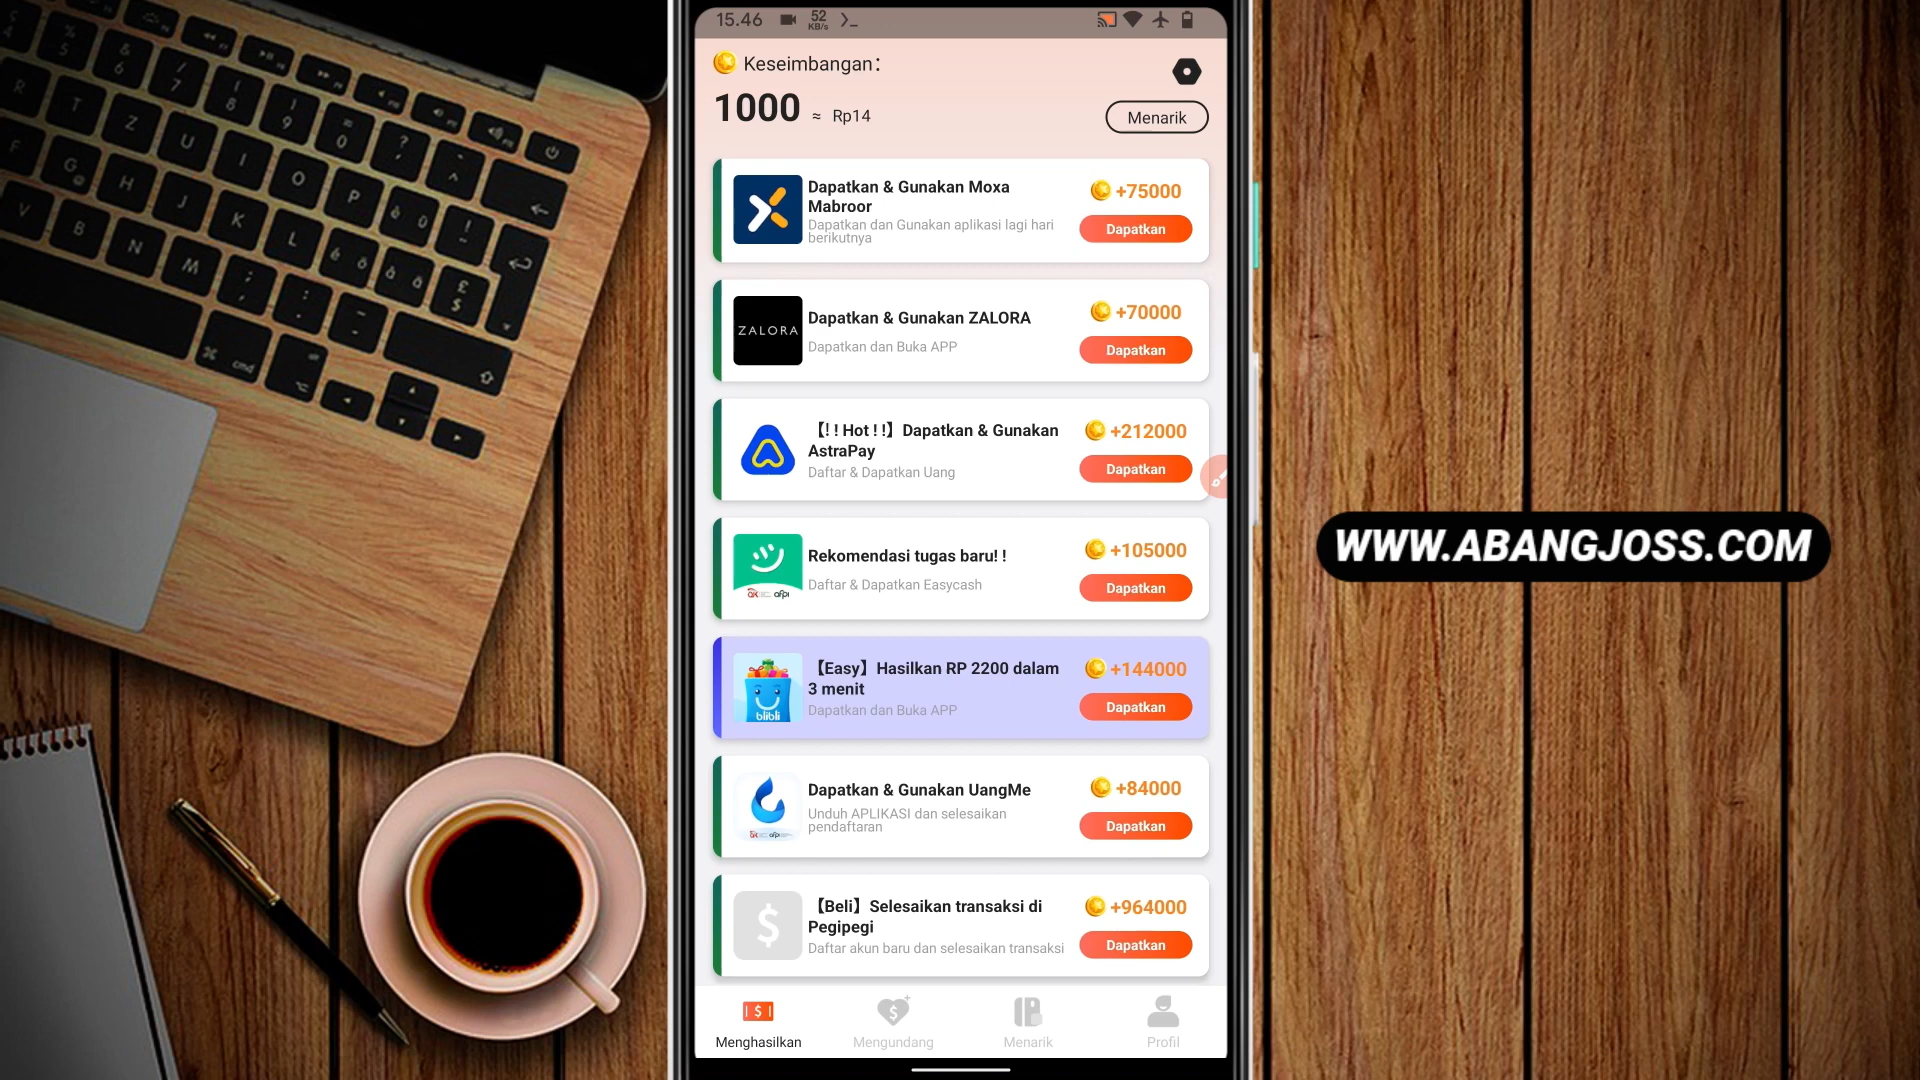 15.46 52 KB/s
Keseimbangan:
1000 ≈ Rp14
Menarik
Dapatkan & Gunakan Moxa
Mabroor
Dapatkan dan Gunakan aplikasi lagi hari
berikutnya
+75000
Dapatkan
ZALORA
Dapatkan & Gunakan ZALORA
Dapatkan dan Buka APP
+70000
Dapatkan
【! ! Hot ! !】Dapatkan & Gunakan
AstraPay
Daftar & Dapatkan Uang
+212000
Dapatkan
Rekomendasi tugas baru! !
Daftar & Dapatkan Easycash
+105000
Dapatkan
blibli
【Easy】Hasilkan RP 2200 dalam
3 menit
Dapatkan dan Buka APP
+144000
Dapatkan
Dapatkan & Gunakan UangMe
Unduh APLIKASI dan selesaikan
pendaftaran
+84000
Dapatkan
【Beli】Selesaikan transaksi di
Pegipegi
Daftar akun baru dan selesaikan transaksi
+964000
Dapatkan
Menghasilkan Mengundang Menarik Profil
WWW.ABANGJOSS.COM